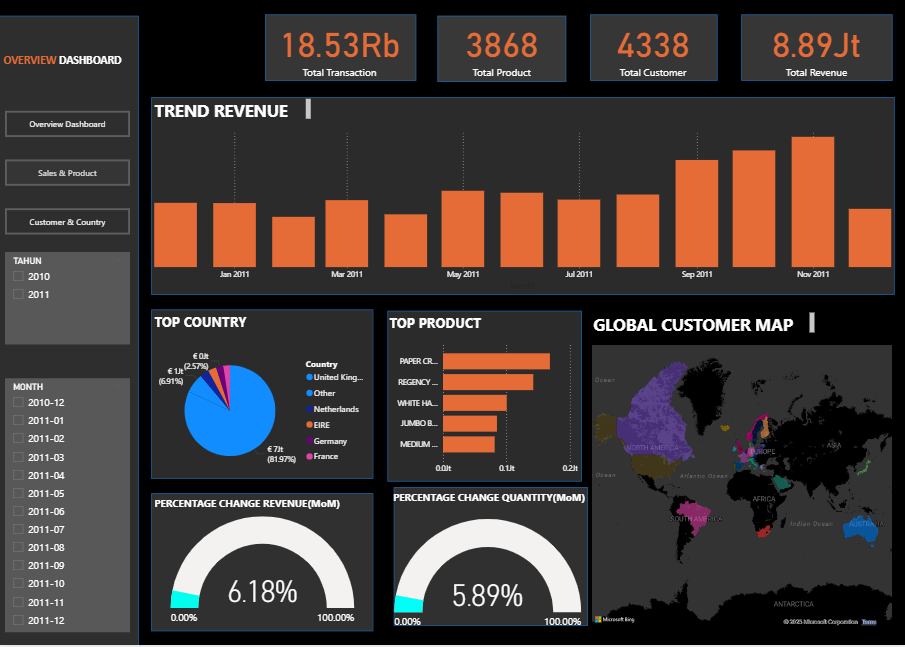 OVERVIEW DASHBOARD
Overview Dashboard
Sales & Product
Customer & Country
TAHUN
2010
2011
MONTH
2010-12
2011-01
2011-02
2011-03
2011-04
2011-05
2011-06
2011-07
2011-08
2011-09
2011-10
2011-11
2011-12
18.53Rb
Total Transaction
3868
Total Product
4338
Total Customer
8.89Jt
Total Revenue
TREND REVENUE
Jan 2011
Mar 2011
May 2011
Jul 2011
Sep 2011
Nov 2011
TOP COUNTRY
€ 0Jt
(2.57%)
€ 1Jt
(6.91%)
€ 7Jt
(81.97%)
Country
United King...
Other
Netherlands
EIRE
Germany
France
TOP PRODUCT
PAPER CR...
REGENCY ...
WHITE HA...
JUMBO B...
MEDIUM ...
0.0Jt
0.1Jt
0.2Jt
GLOBAL CUSTOMER MAP
Ocean
NORTH AMERICA
EUROPE
ASIA
Ocean
Atlantic Ocean
AFRICA
SOUTH AMERICA
Indian Ocean
AUSTRALIA
ANTARCTICA
Microsoft Bing
© 2025 Microsoft Corporation Terms
PERCENTAGE CHANGE REVENUE(MoM)
6.18%
0.00%
100.00%
PERCENTAGE CHANGE QUANTITY(MoM)
5.89%
0.00%
100.00%